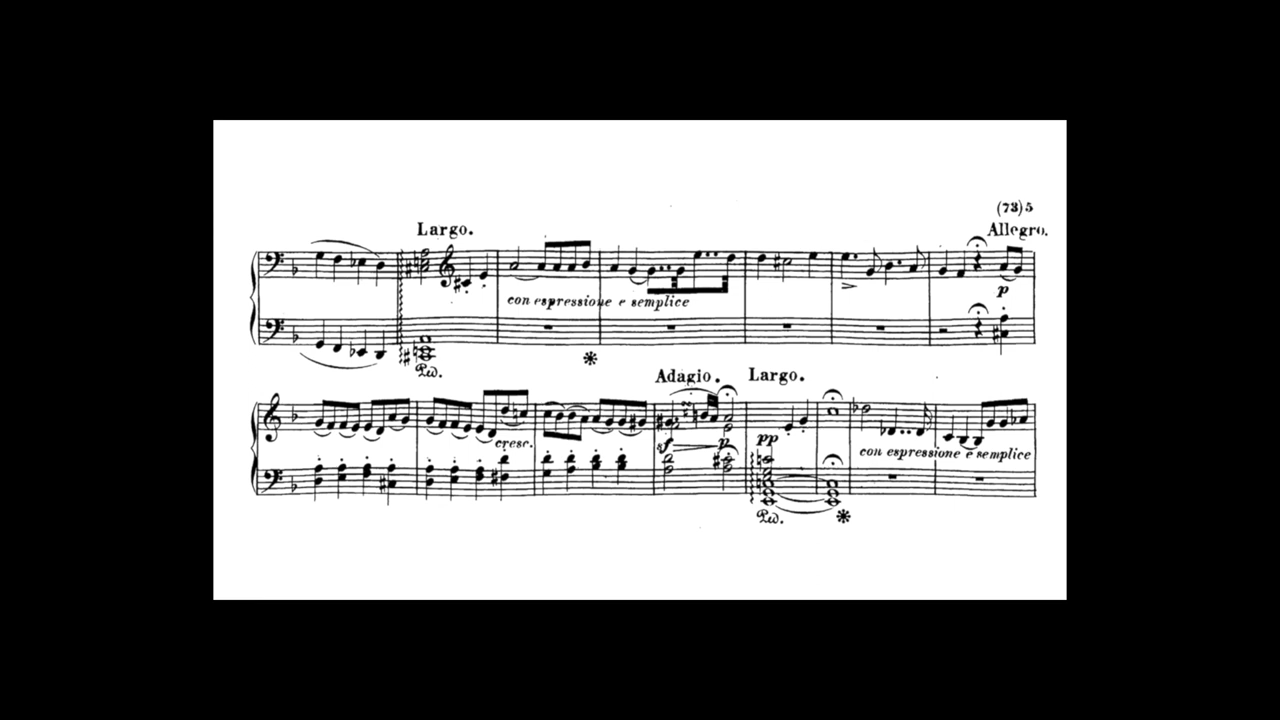 (73) 5
Largo.
Allegro.
p
con espressione e semplice
Ped.
Adagio. Largo.
cresc.
sf p pp
con espressione e semplice
Ped.